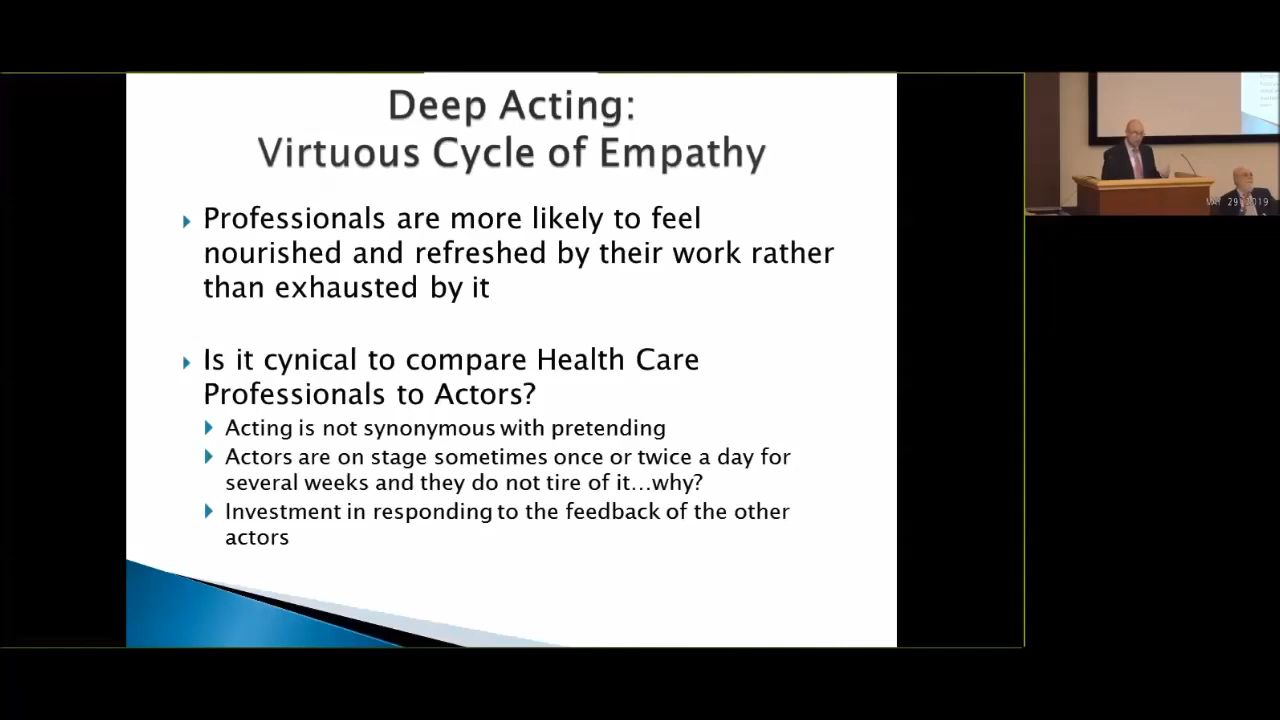 Deep Acting:
Virtuous Cycle of Empathy
Professionals are more likely to feel
nourished and refreshed by their work rather
than exhausted by it
Is it cynical to compare Health Care
Professionals to Actors?
Acting is not synonymous with pretending
Actors are on stage sometimes once or twice a day for
several weeks and they do not tire of it…why?
Investment in responding to the feedback of the other
actors
29 2019